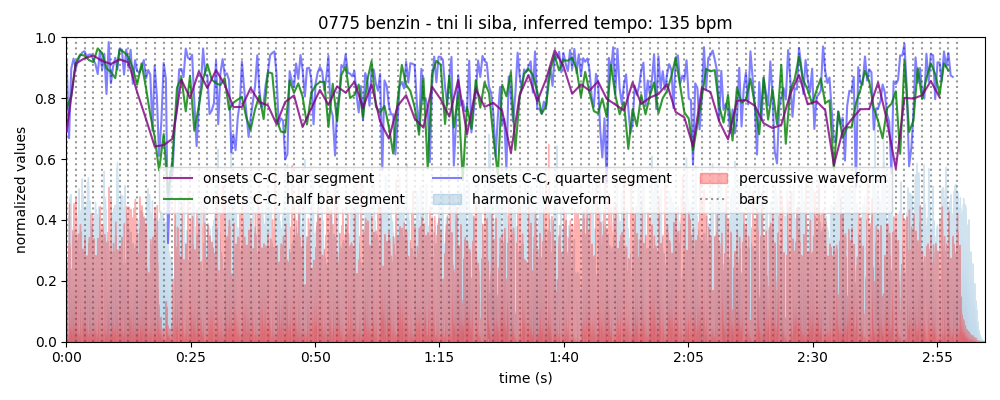 0775 benzin - tni li siba, inferred tempo: 135 bpm
normalized values
1.0
0.8
0.6
0.4
0.2
0.0
onsets C-C, bar segment
onsets C-C, half bar segment
onsets C-C, quarter segment
harmonic waveform
percussive waveform
bars
0:00 0:25 0:50 1:15 1:40 2:05 2:30 2:55
time (s)